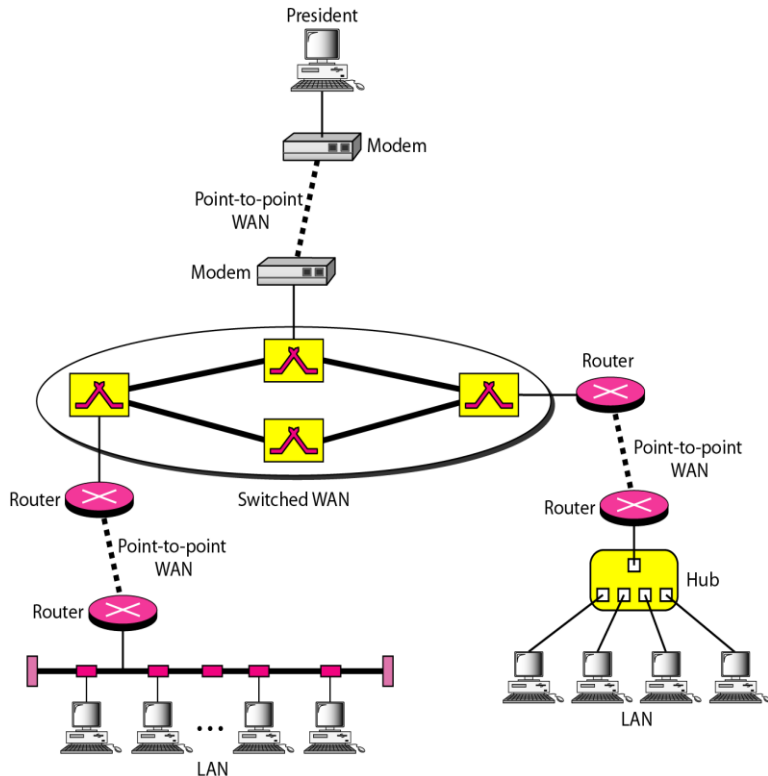 President
Modem
Point-to-point
WAN
Modem
Router
Point-to-point
WAN
Router
Switched WAN
Router
Point-to-point
WAN
Hub
Router
LAN
LAN